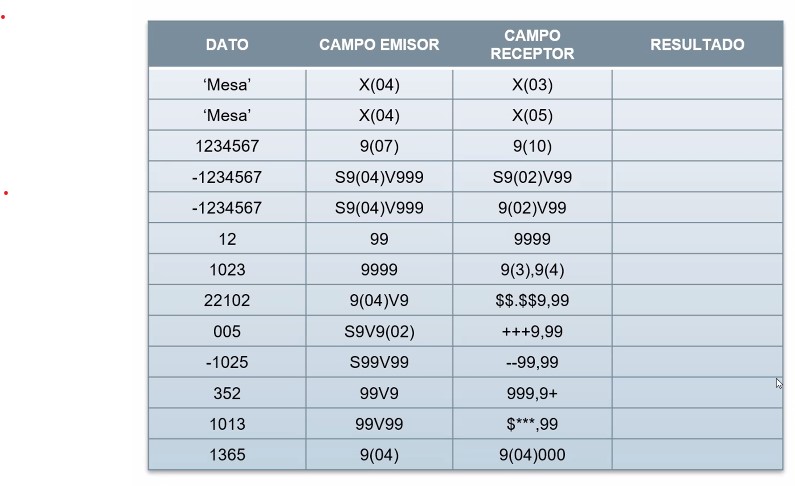 DATO CAMPO EMISOR CAMPO RECEPTOR RESULTADO
‘Mesa’ X(04) X(03)
‘Mesa’ X(04) X(05)
1234567 9(07) 9(10)
-1234567 S9(04)V999 S9(02)V99
-1234567 S9(04)V999 9(02)V99
12 99 9999
1023 9999 9(3),9(4)
22102 9(04)V9 $$.$$9,99
005 S9V9(02) +++9,99
-1025 S99V99 --99,99
352 99V9 999,9+
1013 99V99 $***,99
1365 9(04) 9(04)000